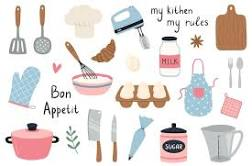 my kitchen
my rules
MILK
Bon
Appetit
SUGAR